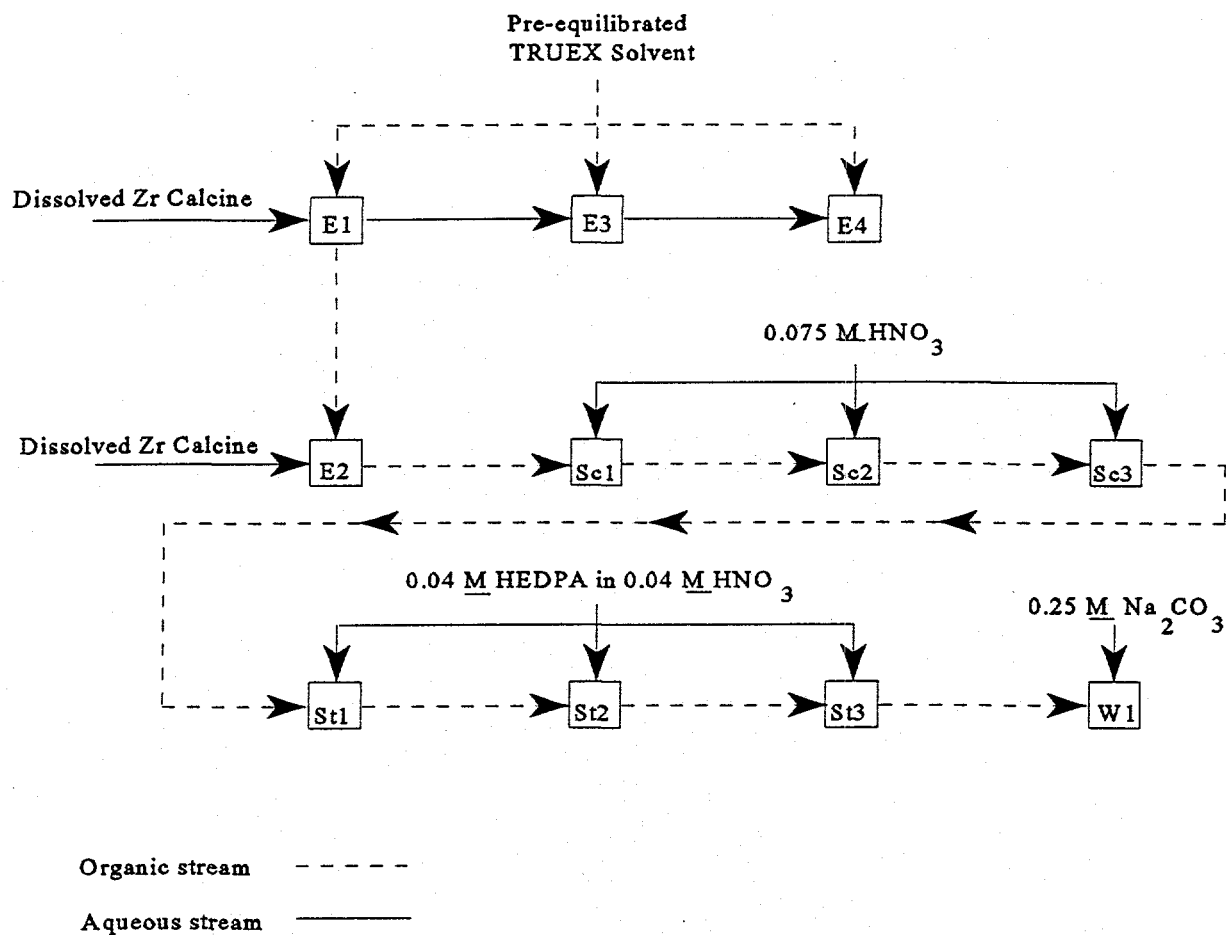 Pre-equilibrated
TRUEX Solvent
Dissolved Zr Calcine
E1
E3
E4
0.075 M HNO3
Dissolved Zr Calcine
E2
Sc1
Sc2
Sc3
0.04 M HEDPA in 0.04 M HNO3
0.25 M Na2CO3
St1
St2
St3
W1
Organic stream
Aqueous stream